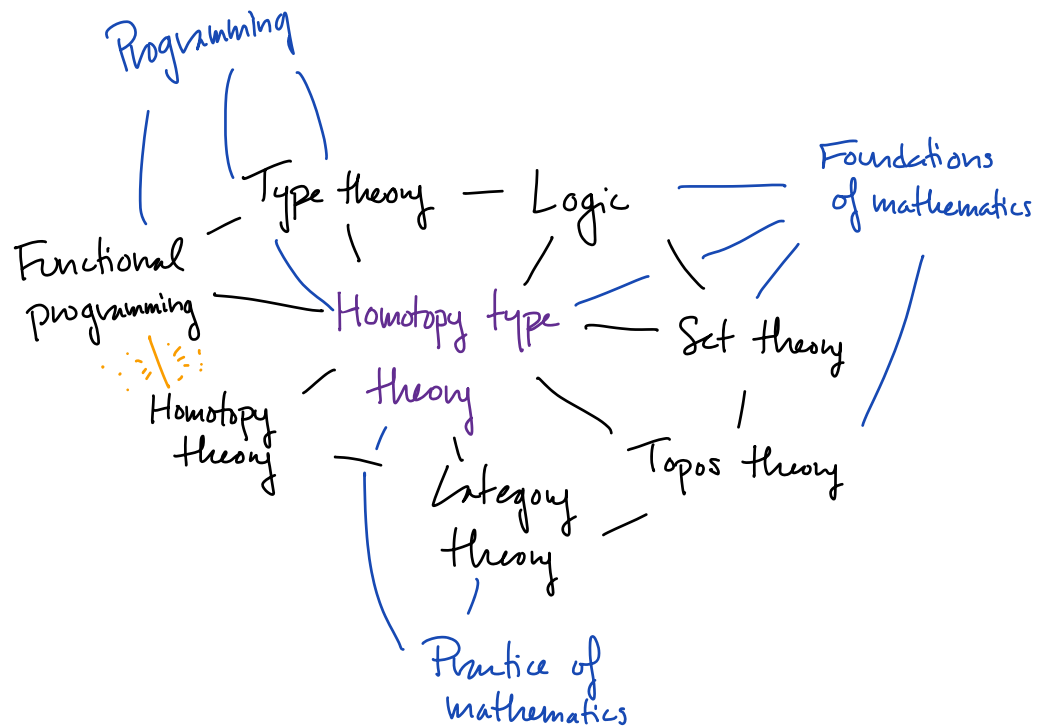 Programming
Type theory
Logic
Foundations
of mathematics
Functional
programming
Homotopy type
theory
Set theory
Homotopy
theory
Topos theory
Category
theory
Practice of
mathematics